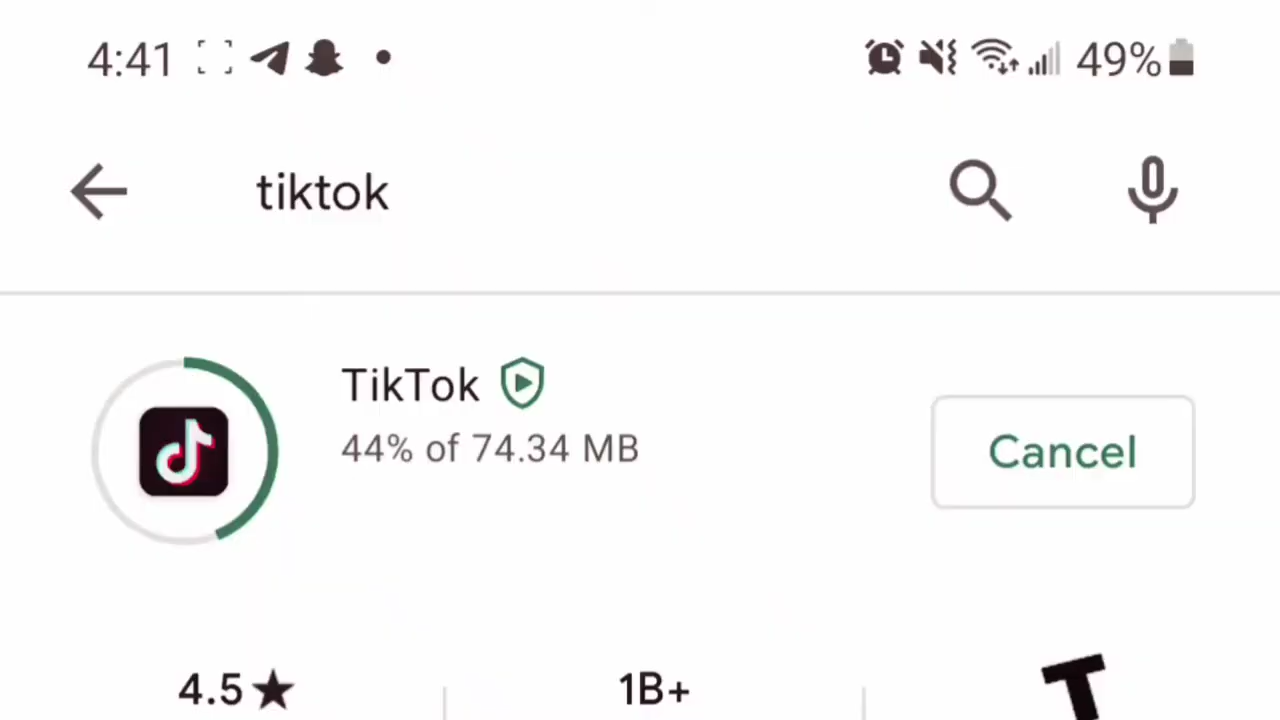 4:41 49%
tiktok
TikTok
44% of 74.34 MB
Cancel
4.5★ 1B+ T